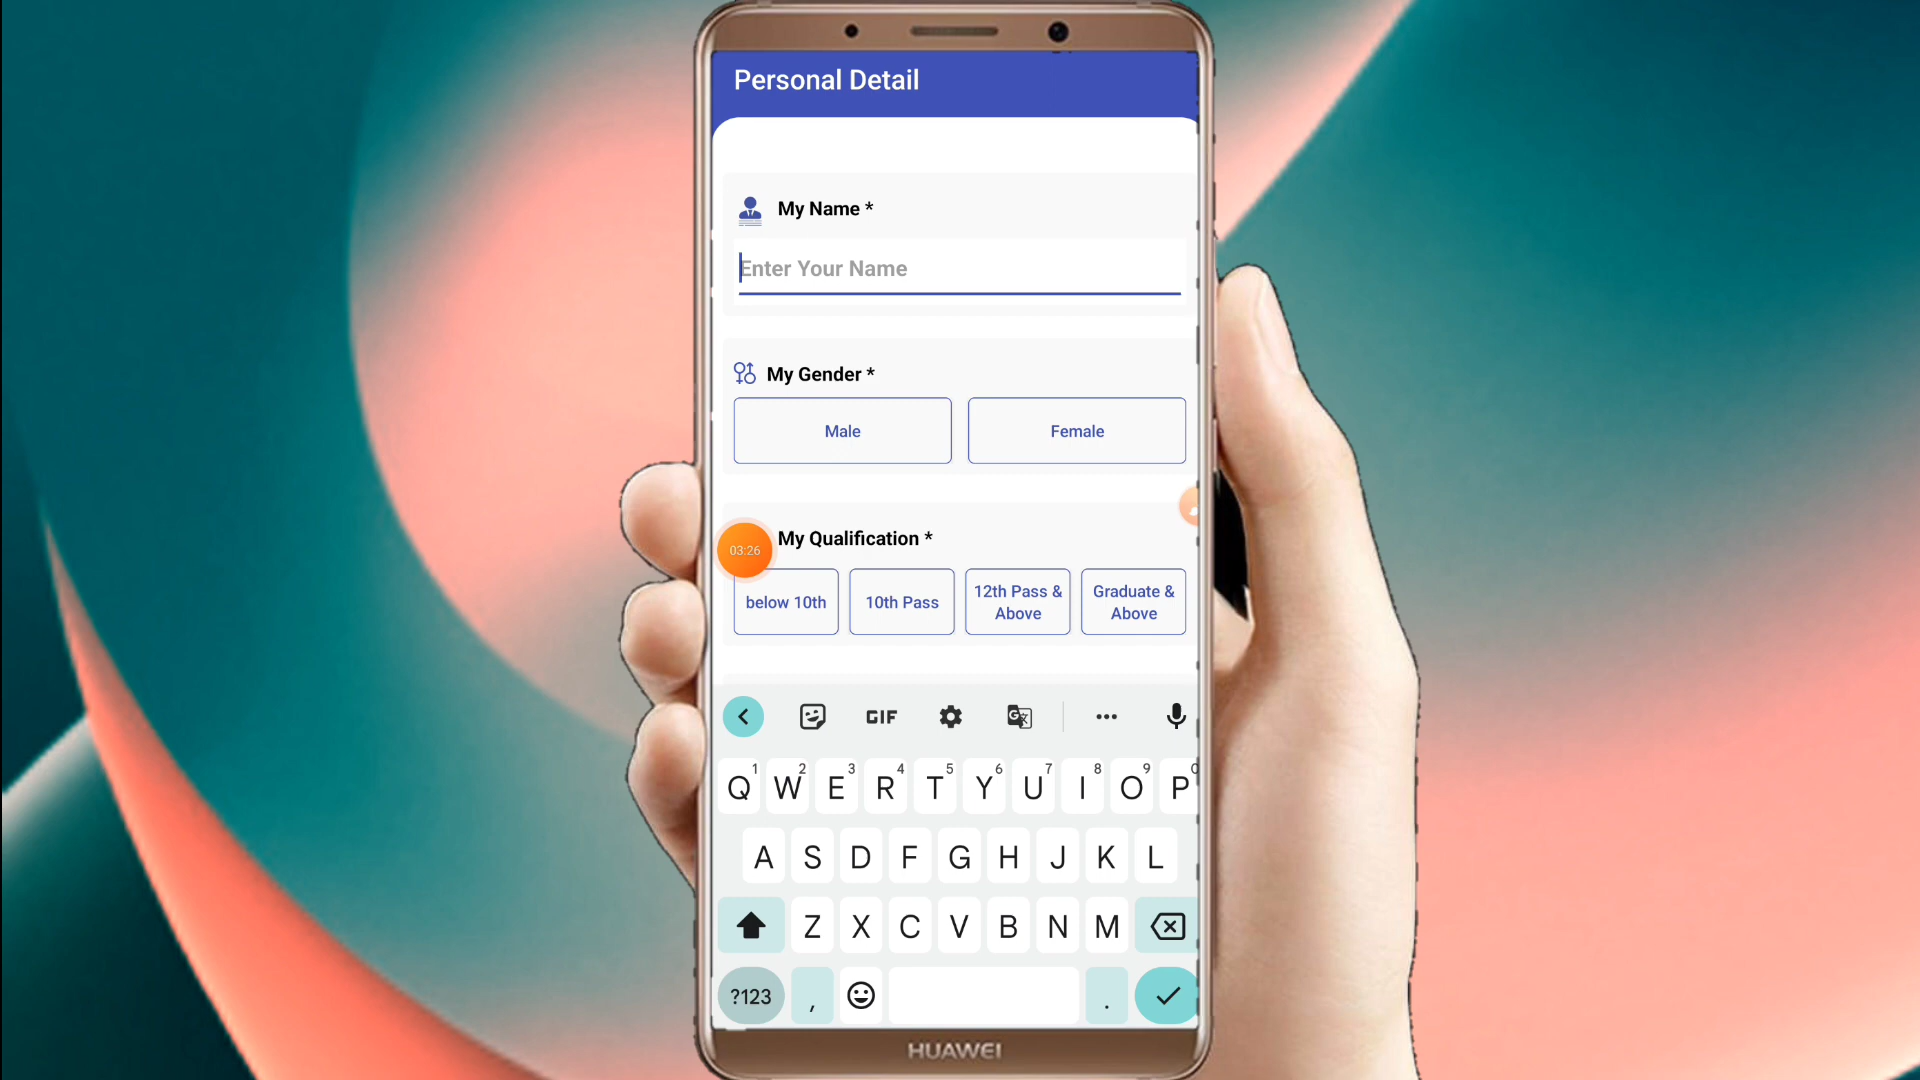 Personal Detail
My Name *
Enter Your Name
My Gender *
Male Female
My Qualification *
03:26
below 10th 10th Pass 12th Pass & Above Graduate & Above
GIF
1 2 3 4 5 6 7 8 9 0
Q W E R T Y U I O P
A S D F G H J K L
Z X C V B N M
?123 , .
HUAWEI